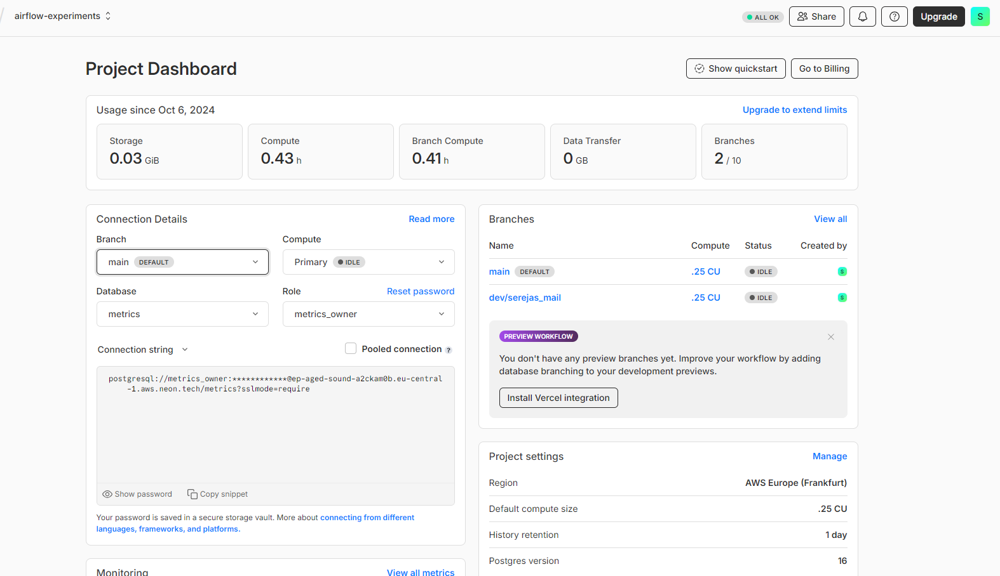 airflow-experiments
ALL OK
Share
Upgrade
S
Project Dashboard
Show quickstart
Go to Billing
Usage since Oct 6, 2024
Upgrade to extend limits
Storage
0.03 GiB
Compute
0.43 h
Branch Compute
0.41 h
Data Transfer
0 GB
Branches
2 / 10
Connection Details
Read more
Branch
main DEFAULT
Compute
Primary IDLE
Database
metrics
Role
Reset password
metrics_owner
Connection string
Pooled connection ?
postgresql://metrics_owner:************@ep-aged-sound-a2ckam0b.eu-central
-1.aws.neon.tech/metrics?sslmode=require
Show password
Copy snippet
Your password is saved in a secure storage vault. More about connecting from different
languages, frameworks, and platforms.
Monitoring
View all metrics
Branches
View all
Name Compute Status Created by
main DEFAULT .25 CU IDLE S
dev/serejas_mail .25 CU IDLE S
PREVIEW WORKFLOW
You don't have any preview branches yet. Improve your workflow by adding
database branching to your development previews.
Install Vercel integration
Project settings
Manage
Region AWS Europe (Frankfurt)
Default compute size .25 CU
History retention 1 day
Postgres version 16